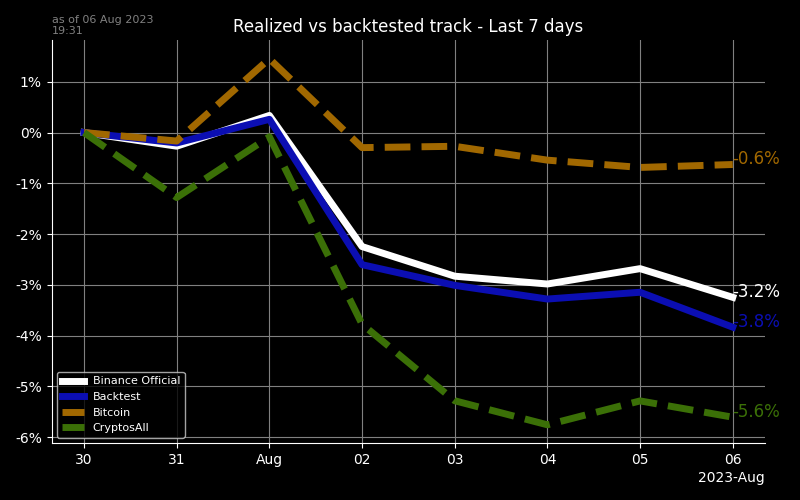 as of 06 Aug 2023
19:31
Realized vs backtested track - Last 7 days
1%
0%
-1%
-2%
-3%
-4%
-5%
-6%
-0.6%
-3.2%
-3.8%
-5.6%
Binance Official
Backtest
Bitcoin
CryptosAll
30 31 Aug 02 03 04 05 06
2023-Aug